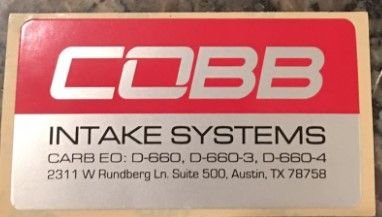 COBB
INTAKE SYSTEMS
CARB EO: D-660, D-660-3, D-660-4
2311 W Rundberg Ln. Suite 500, Austin, TX 78758